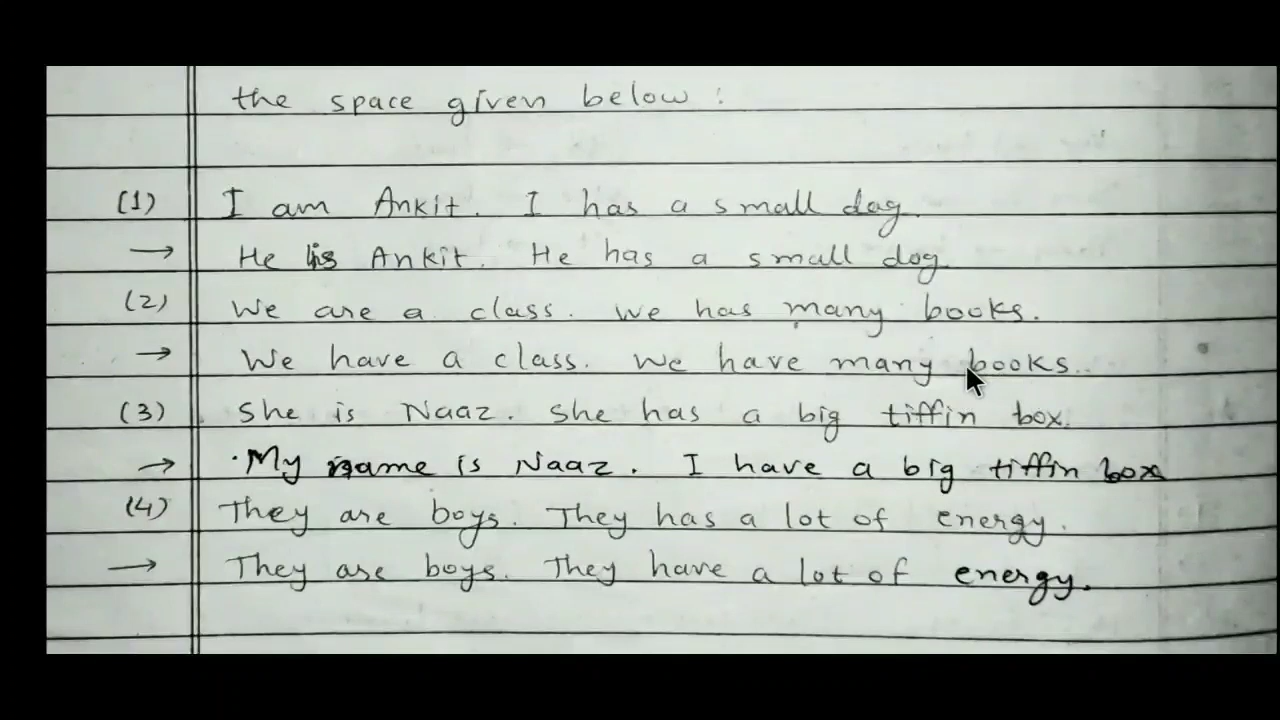 the space given below :
(1) I am Ankit. I has a small dog.
→ He is Ankit. He has a small dog
(2) We are a class. We has many books.
→ We have a class. We have many books.
(3) She is Naaz. She has a big tiffin box.
→ My name is Naaz. I have a big tiffin box
(4) They are boys. They has a lot of energy.
→ They are boys. They have a lot of energy.